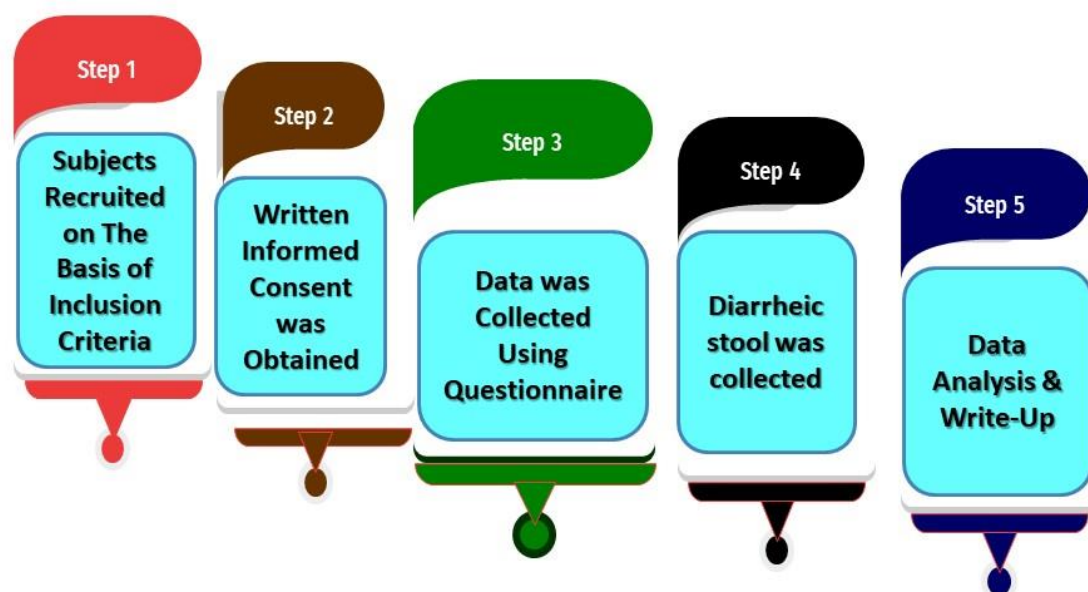 Step 1
Subjects
Recruited
on The
Basis of
Inclusion
Criteria
Step 2
Written
Informed
Consent
was
Obtained
Step 3
Data was
Collected
Using
Questionnaire
Step 4
Diarrheic
stool was
collected
Step 5
Data
Analysis &
Write-Up